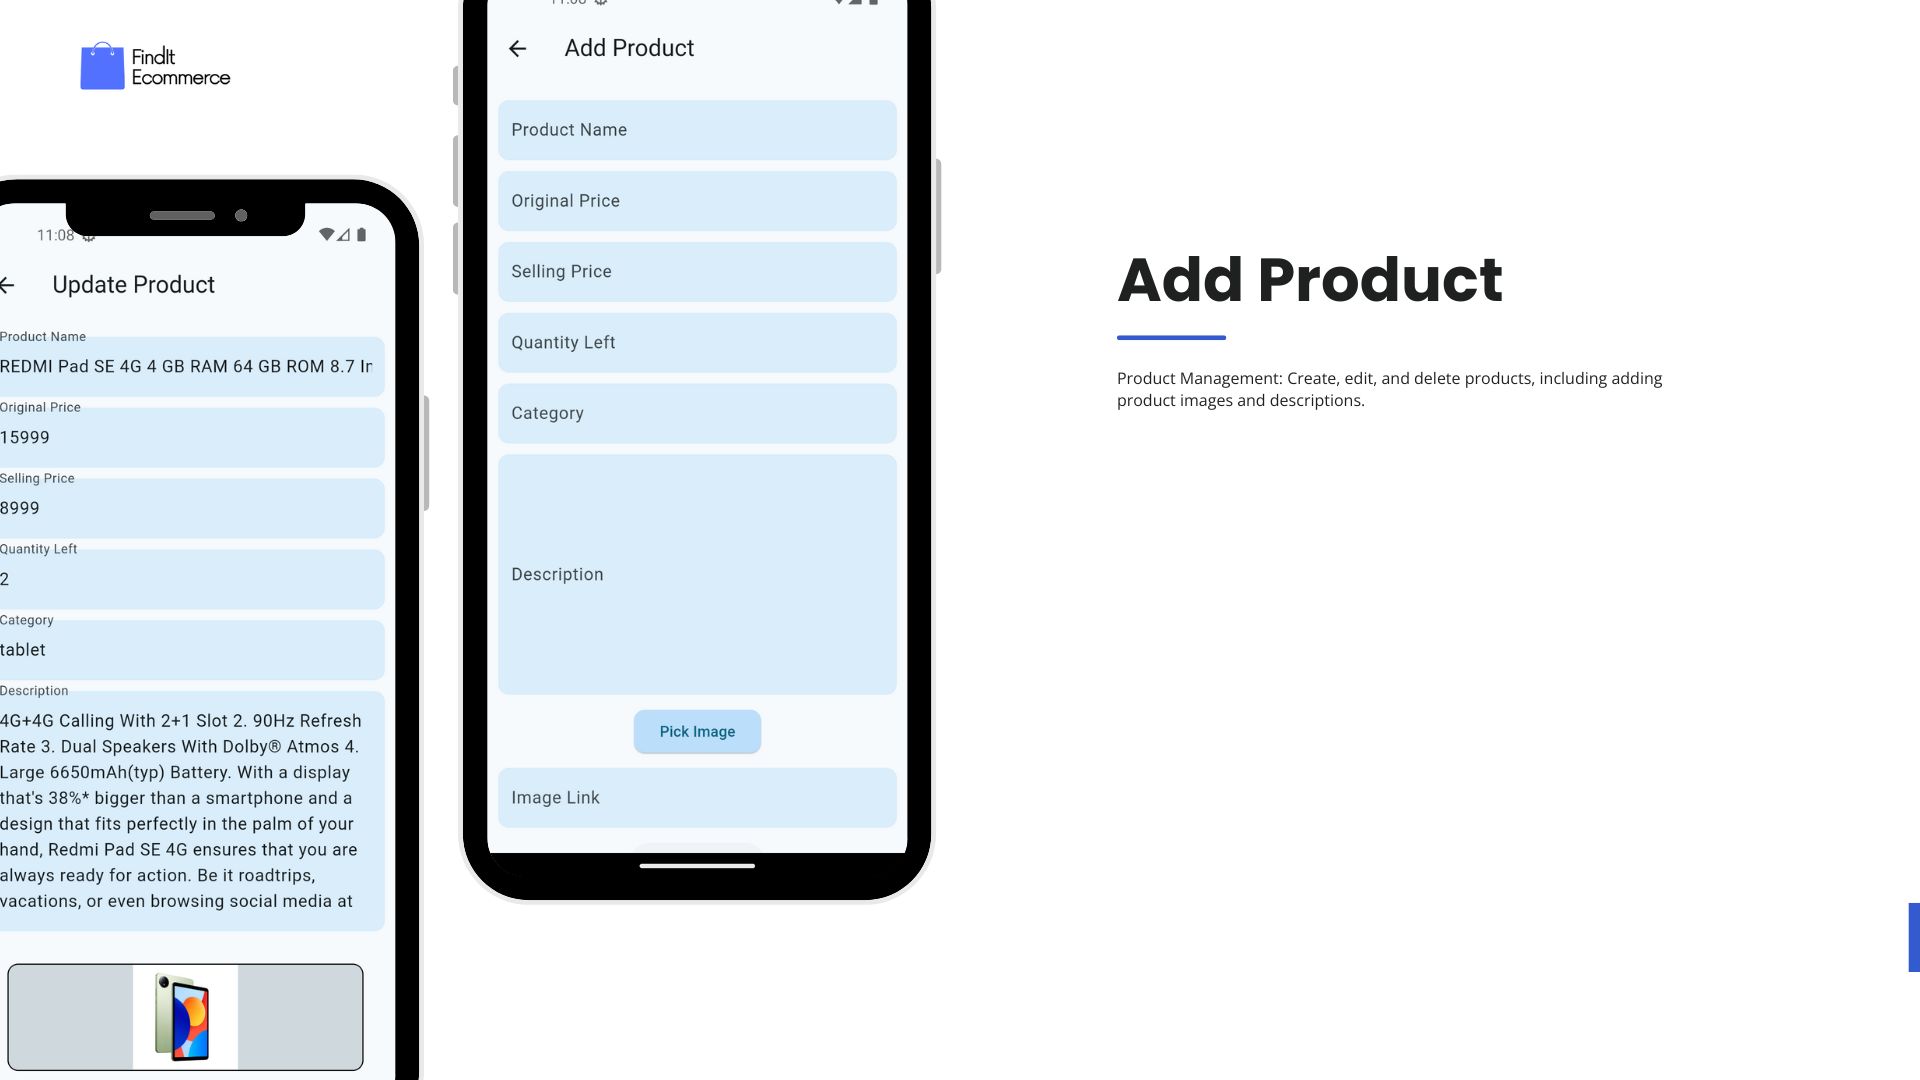 FindIt
Ecommerce
11:08
Update Product
Product Name
REDMI Pad SE 4G 4 GB RAM 64 GB ROM 8.7 In
Original Price
15999
Selling Price
8999
Quantity Left
2
Category
tablet
Description
4G+4G Calling With 2+1 Slot 2. 90Hz Refresh
Rate 3. Dual Speakers With Dolby® Atmos 4.
Large 6650mAh(typ) Battery. With a display
that's 38%* bigger than a smartphone and a
design that fits perfectly in the palm of your
hand, Redmi Pad SE 4G ensures that you are
always ready for action. Be it roadtrips,
vacations, or even browsing social media at
Add Product
Product Name
Original Price
Selling Price
Quantity Left
Category
Description
Pick Image
Image Link
Add Product
Product Management: Create, edit, and delete products, including adding
product images and descriptions.